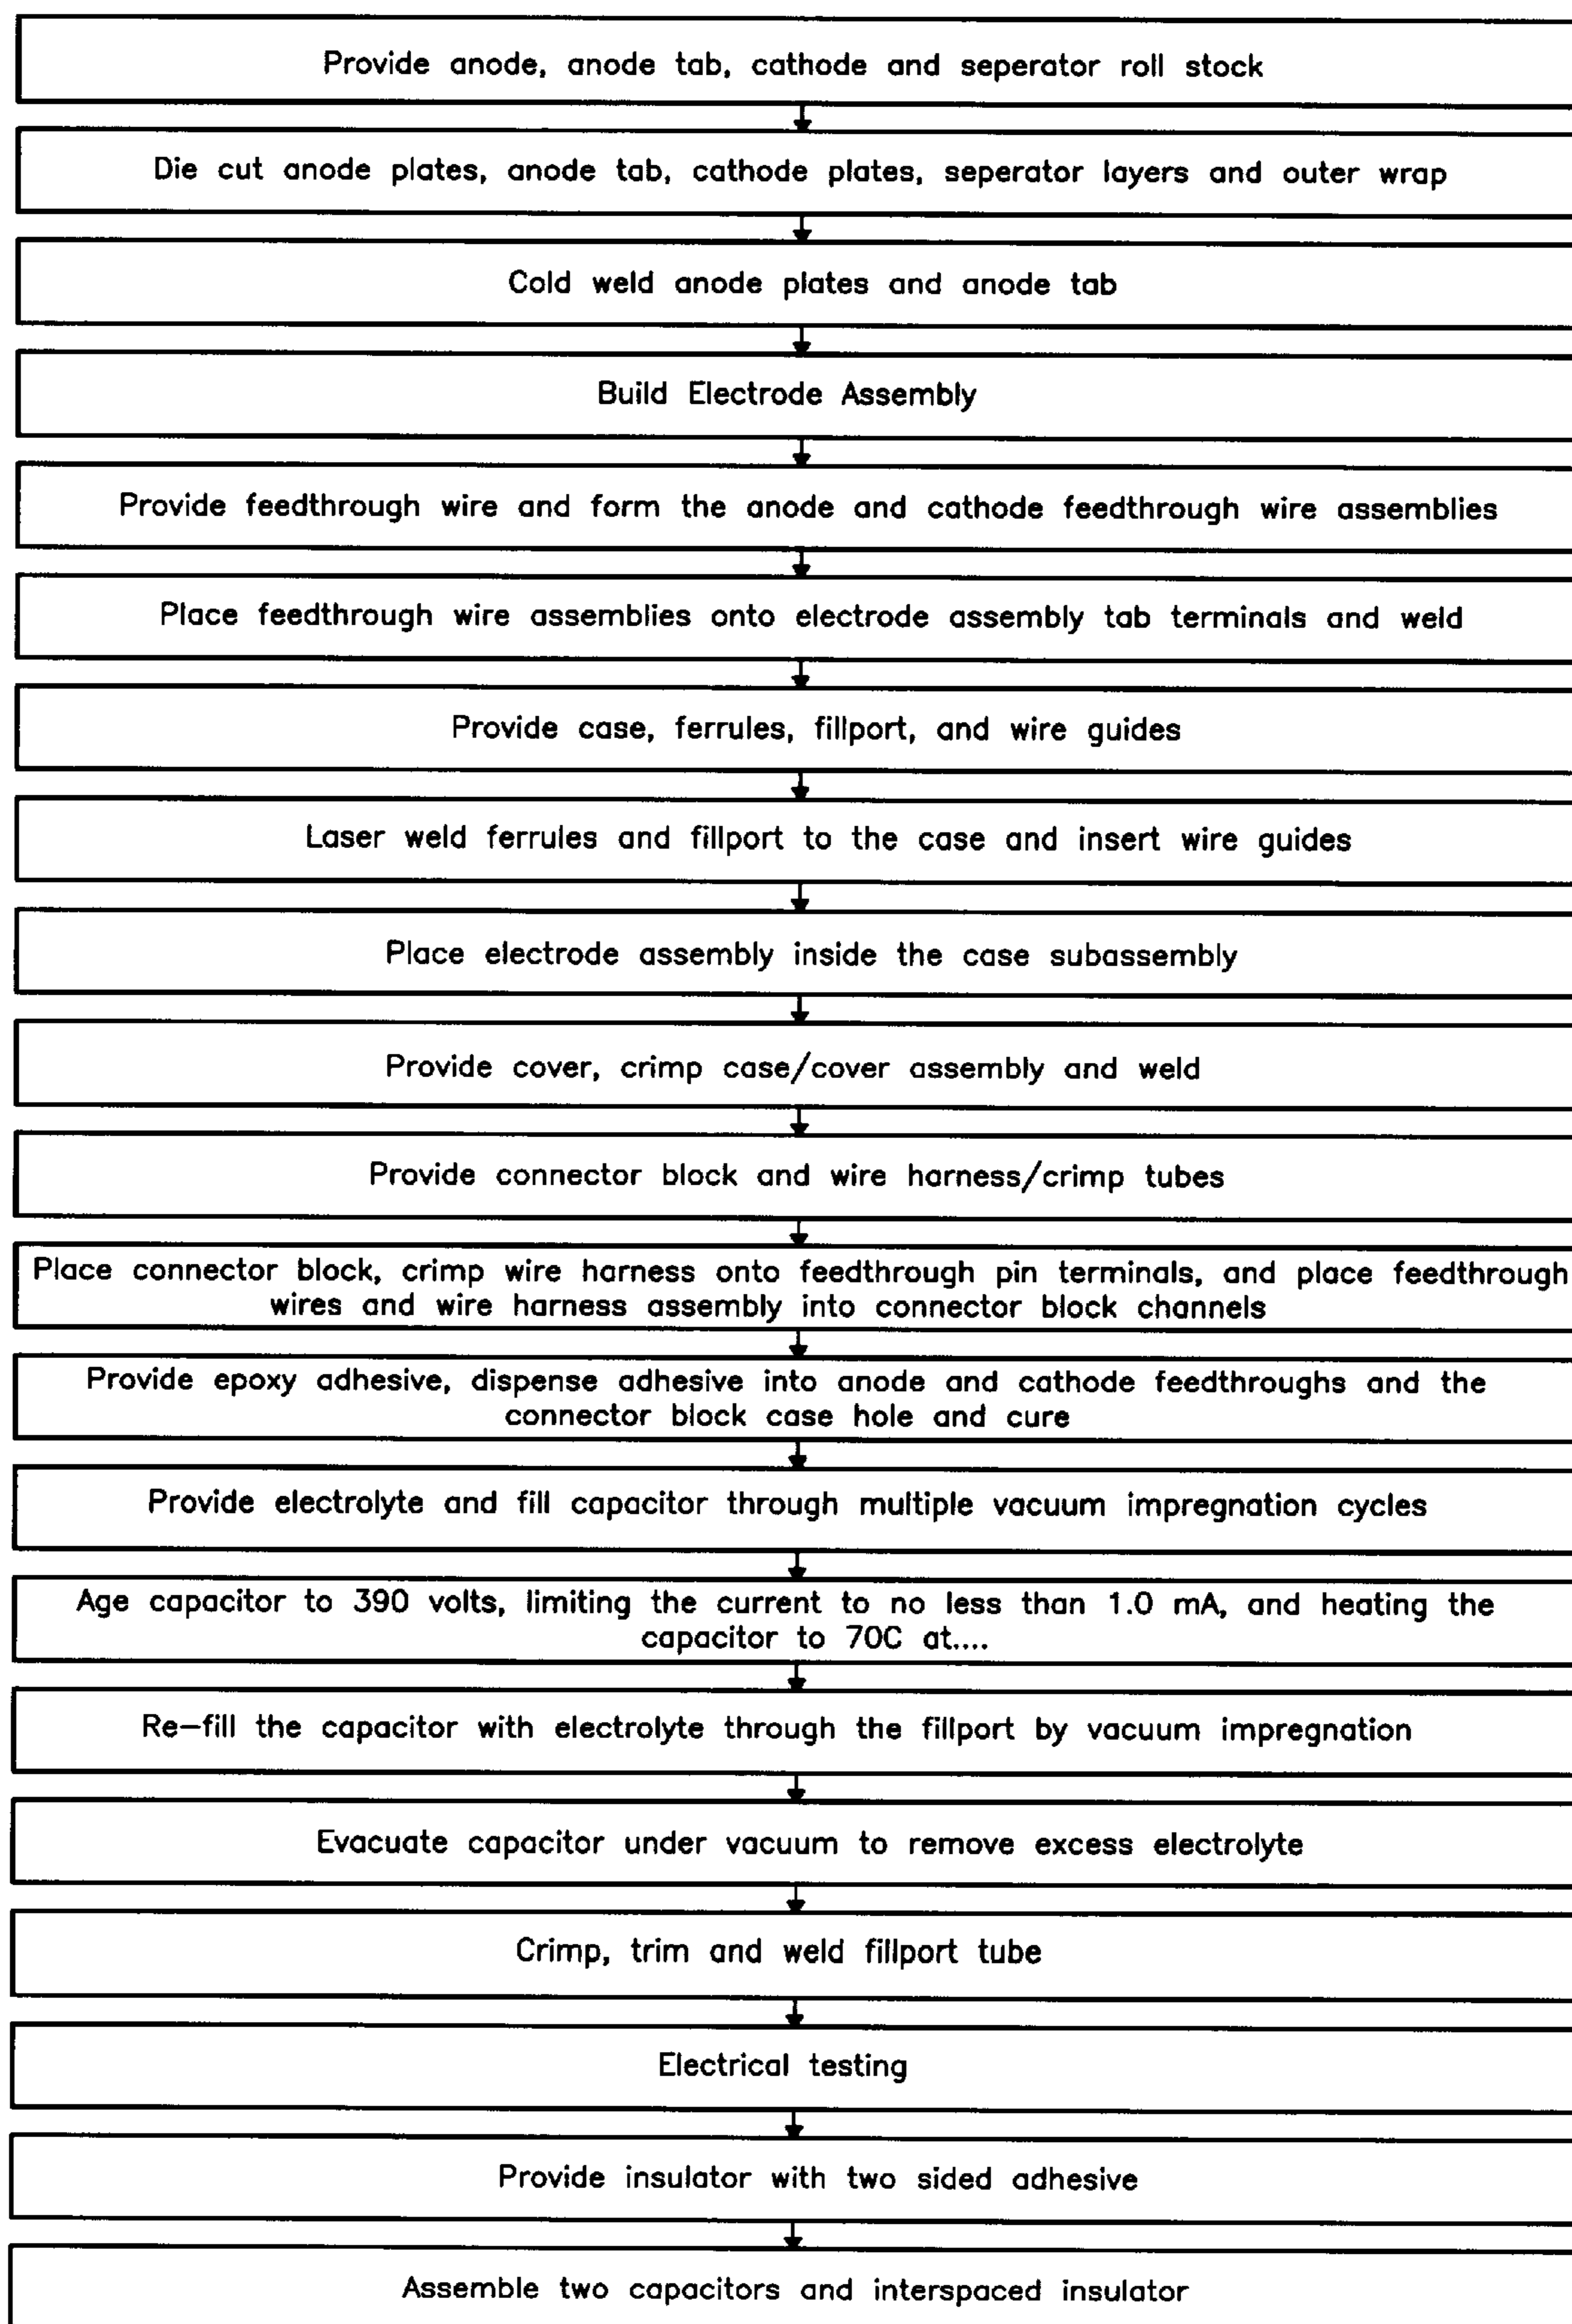 Provide anode, anode tab, cathode and seperator roll stock
Die cut anode plates, anode tab, cathode plates, seperator layers and outer wrap
Cold weld anode plates and anode tab
Build Electrode Assembly
Provide feedthrough wire and form the anode and cathode feedthrough wire assemblies
Place feedthrough wire assemblies onto electrode assembly tab terminals and weld
Provide case, ferrules, fillport, and wire guides
Laser weld ferrules and fillport to the case and insert wire guides
Place electrode assembly inside the case subassembly
Provide cover, crimp case/cover assembly and weld
Provide connector block and wire harness/crimp tubes
Place connector block, crimp wire harness onto feedthrough pin terminals, and place feedthrough
wires and wire harness assembly into connector block channels
Provide epoxy adhesive, dispense adhesive into anode and cathode feedthroughs and the
connector block case hole and cure
Provide electrolyte and fill capacitor through multiple vacuum impregnation cycles
Age capacitor to 390 volts, limiting the current to no less than 1.0 mA, and heating the
capacitor to 70C at....
Re-fill the capacitor with electrolyte through the fillport by vacuum impregnation
Evacuate capacitor under vacuum to remove excess electrolyte
Crimp, trim and weld fillport tube
Electrical testing
Provide insulator with two sided adhesive
Assemble two capacitors and interspaced insulator